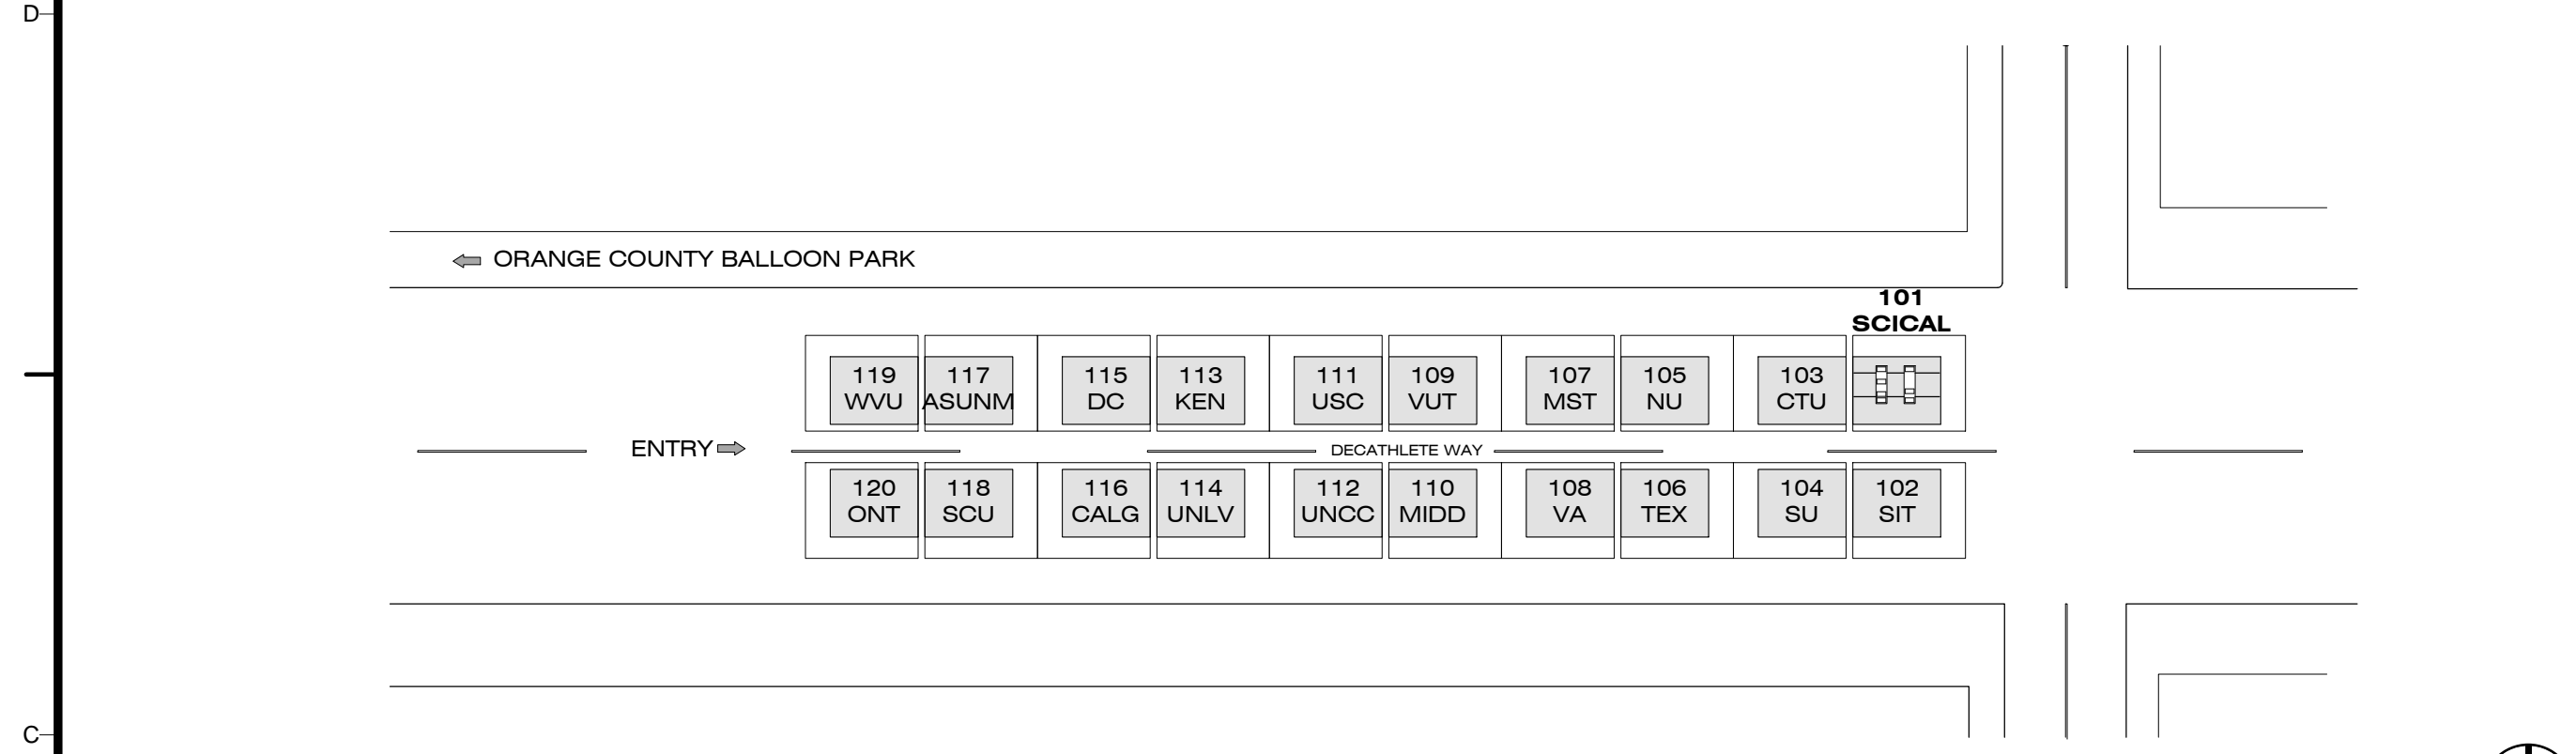 D
ORANGE COUNTY BALLOON PARK
101
SCICAL
119
WVU
117
ASUNM
115
DC
113
KEN
111
USC
109
VUT
107
MST
105
NU
103
CTU
ENTRY
DECATHLETE WAY
120
ONT
118
SCU
116
CALG
114
UNLV
112
UNCC
110
MIDD
108
VA
106
TEX
104
SU
102
SIT
C